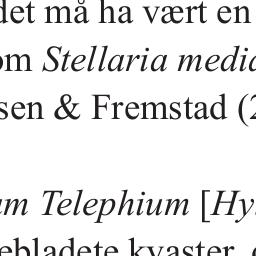 det må ha vært en
om Stellaria media
sen & Fremstad (2
um Telephium [Hy
ebladete kvaster,